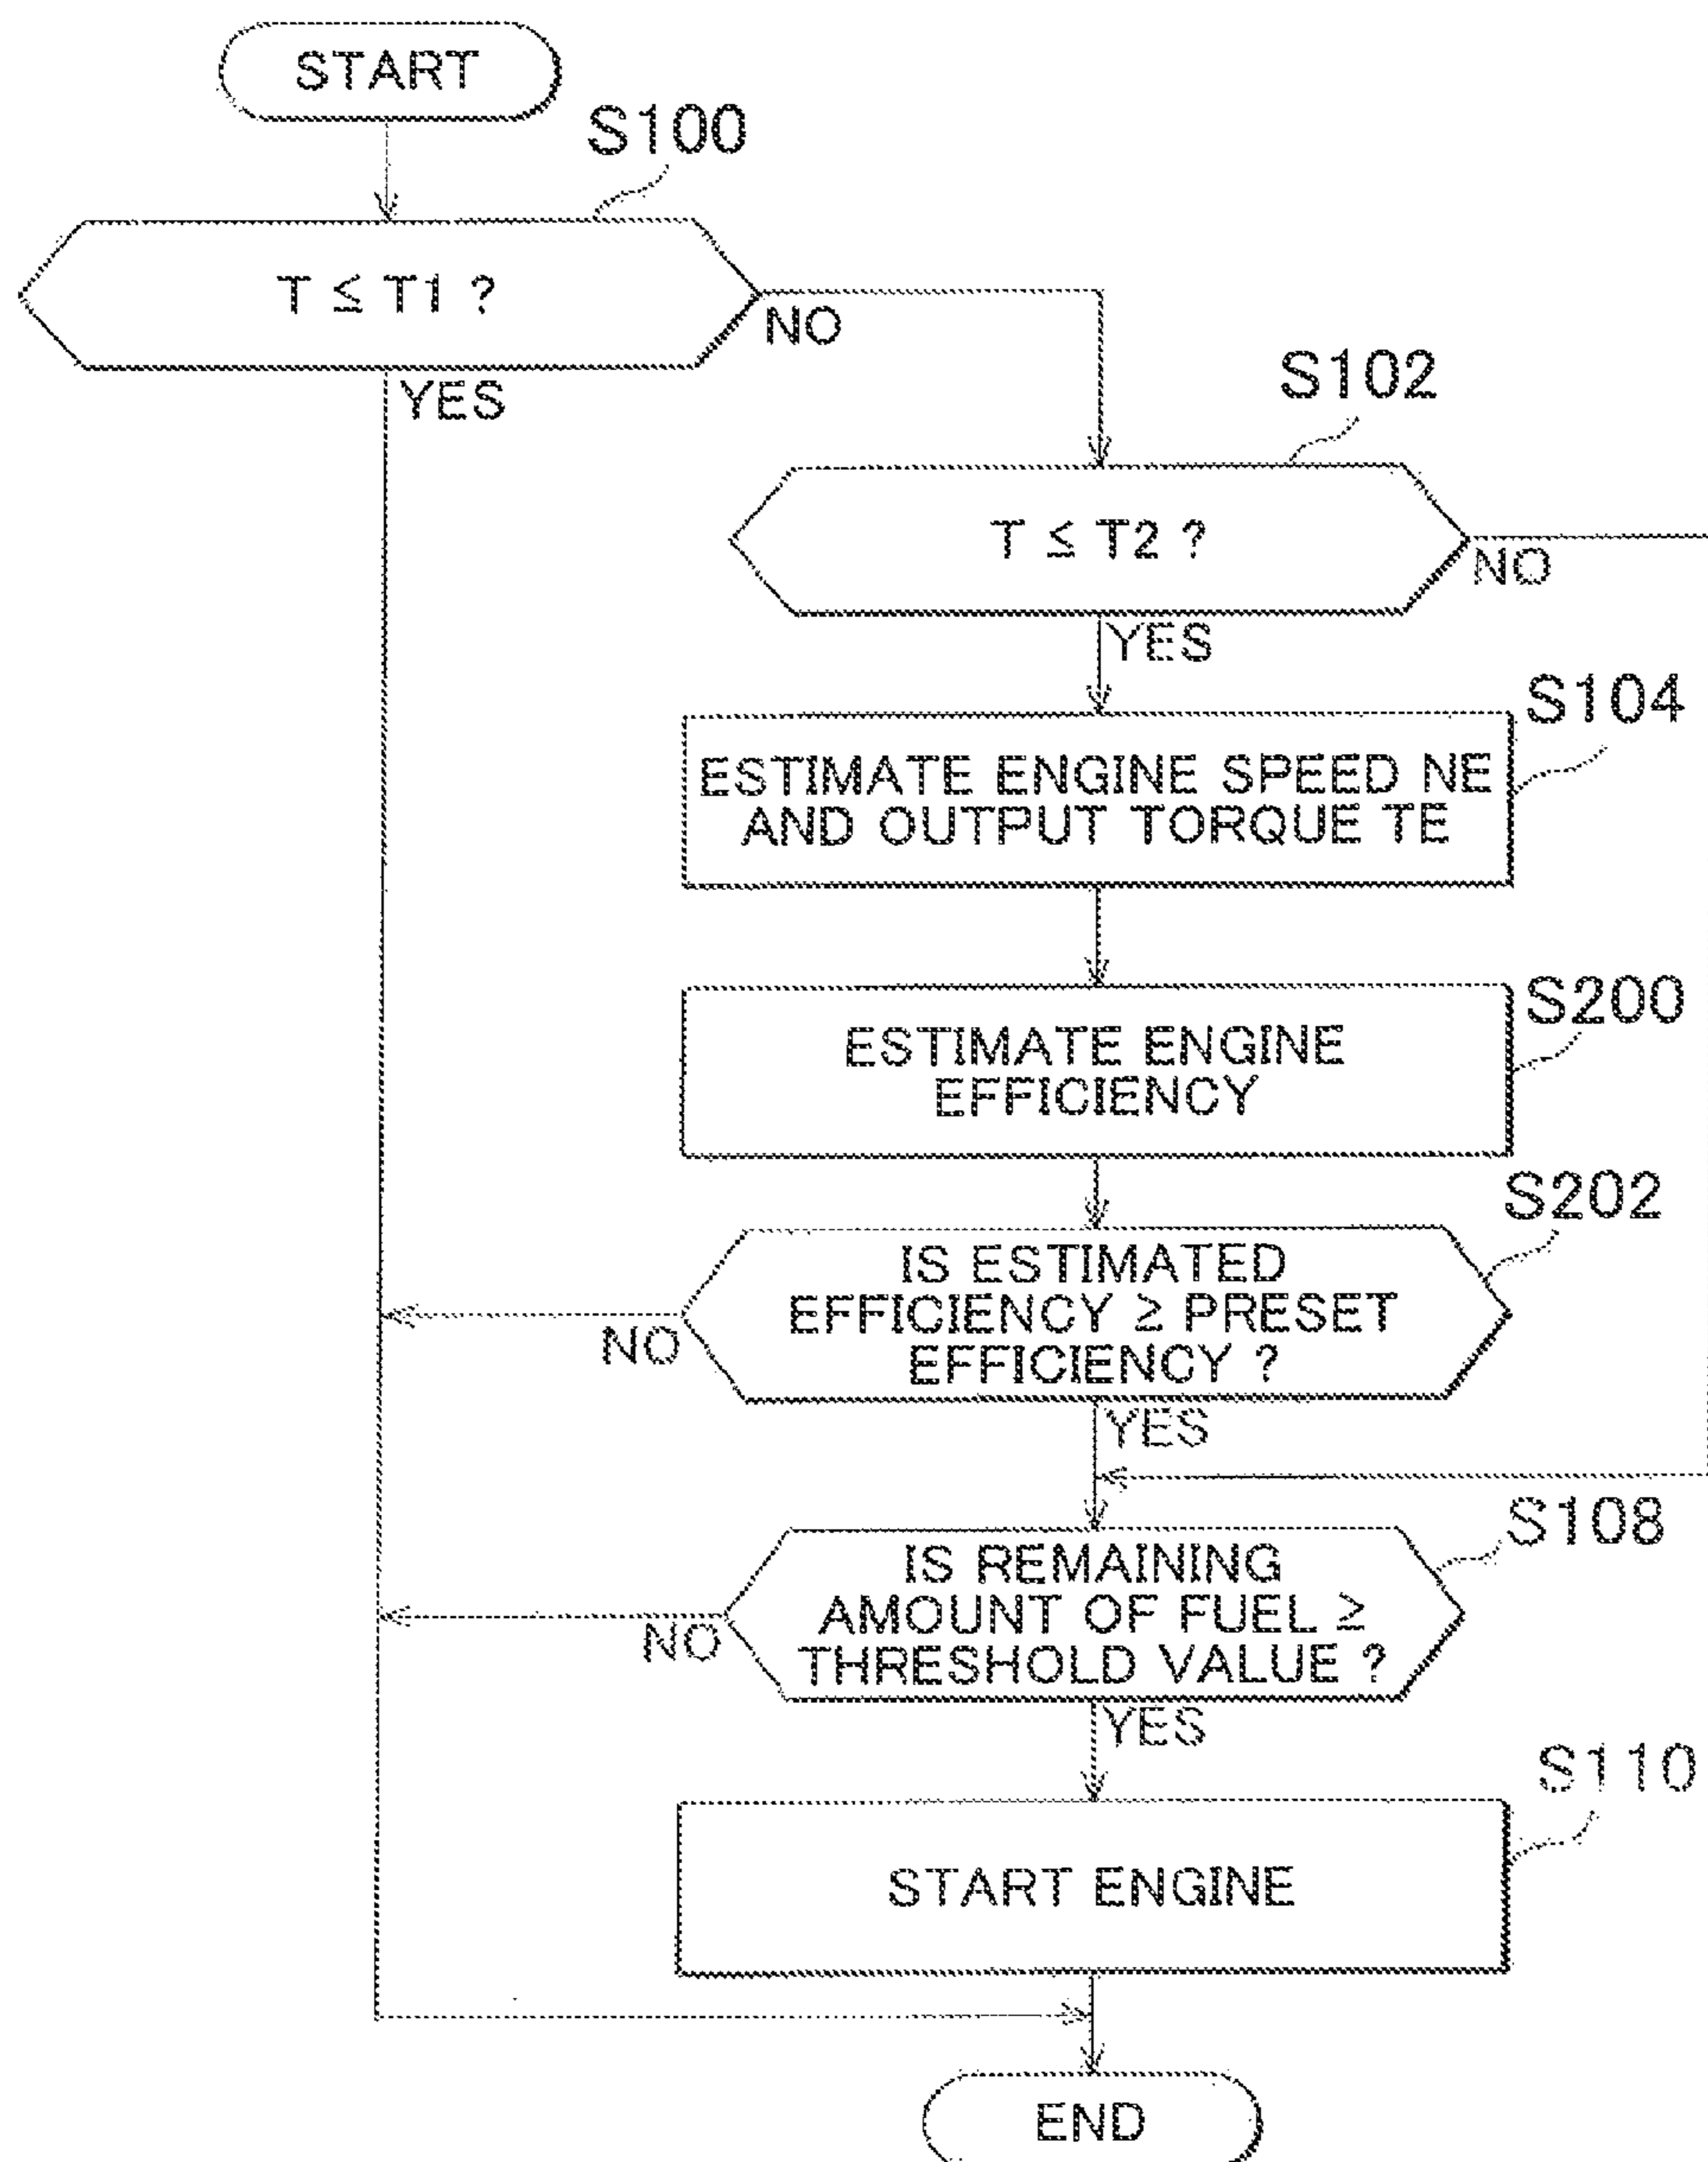 START
S100
T ≤ T1 ?
NO
YES
S102
T ≤ T2 ?
NO
YES
S104
ESTIMATE ENGINE SPEED NE
AND OUTPUT TORQUE TE
S200
ESTIMATE ENGINE
EFFICIENCY
S202
IS ESTIMATED
EFFICIENCY ≥ PRESET
EFFICIENCY ?
NO
YES
S108
IS REMAINING
AMOUNT OF FUEL ≥
THRESHOLD VALUE ?
NO
YES
S110
START ENGINE
END